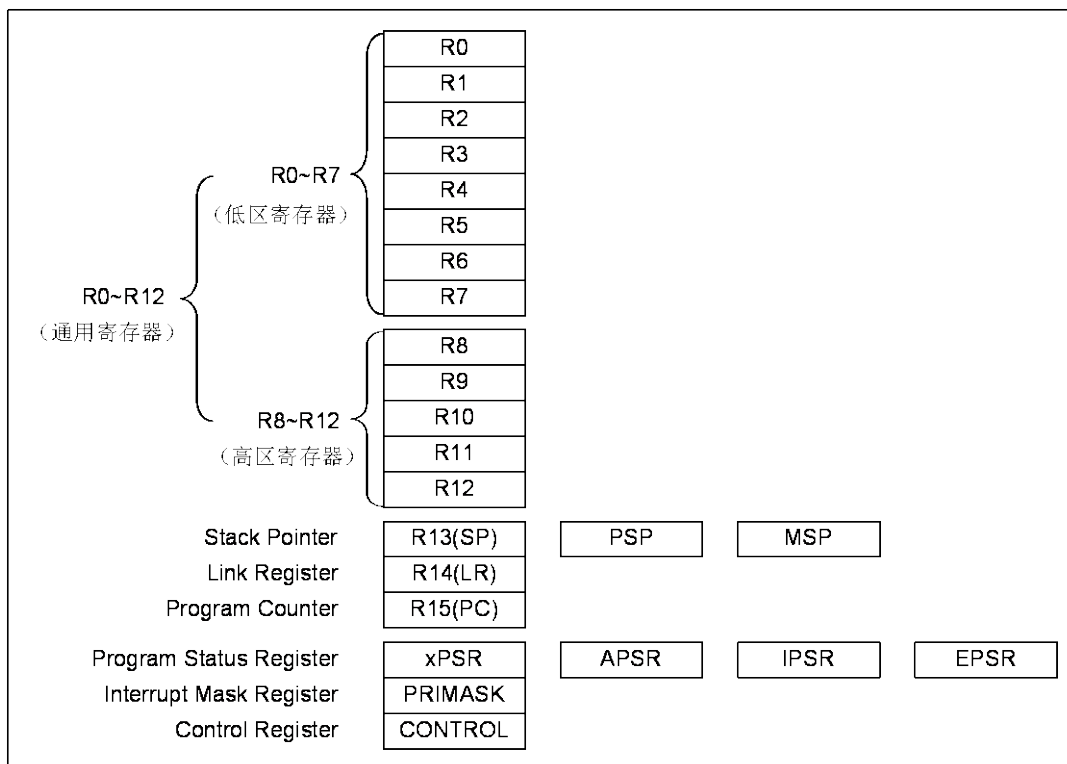 R0
R1
R2
R3
R0~R7
R4
（低区寄存器）
R5
R6
R7
R0~R12
（通用寄存器）
R8
R9
R8~R12
R10
（高区寄存器）
R11
R12
Stack Pointer R13(SP) PSP MSP
Link Register R14(LR)
Program Counter R15(PC)
Program Status Register xPSR APSR IPSR EPSR
Interrupt Mask Register PRIMASK
Control Register CONTROL